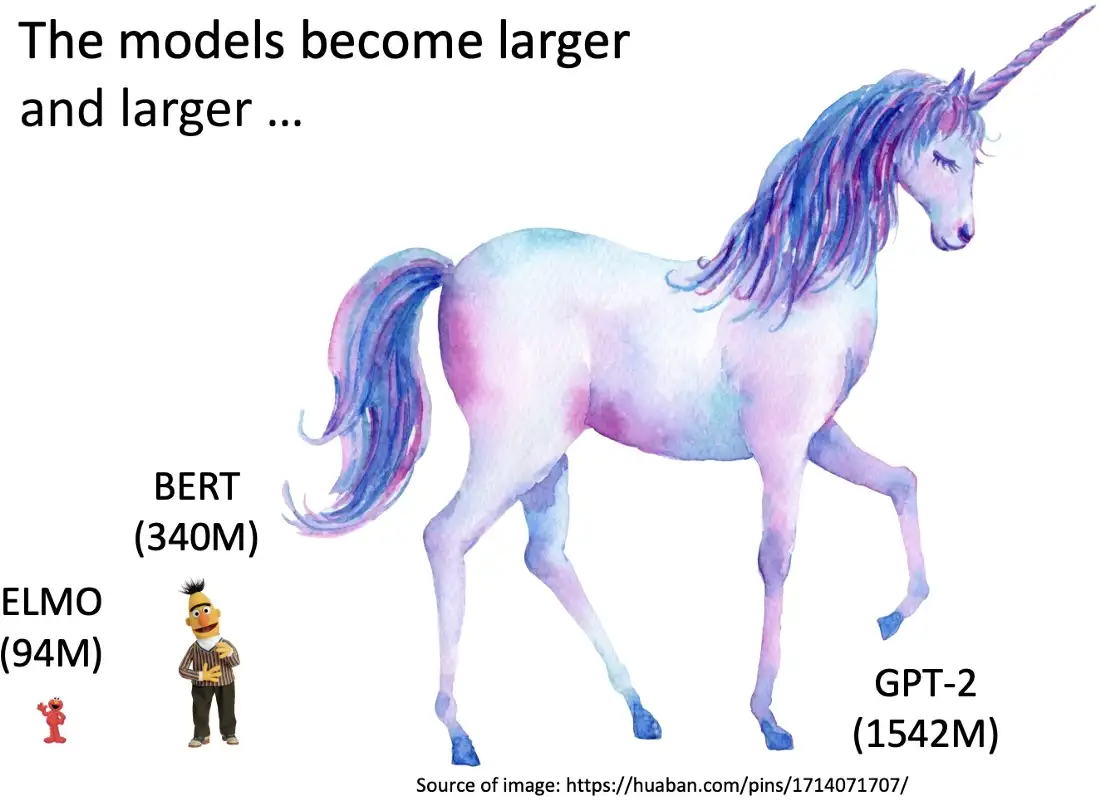 The models become larger
and larger ...
BERT
(340M)
ELMO
(94M)
GPT-2
(1542M)
Source of image: https://huaban.com/pins/1714071707/